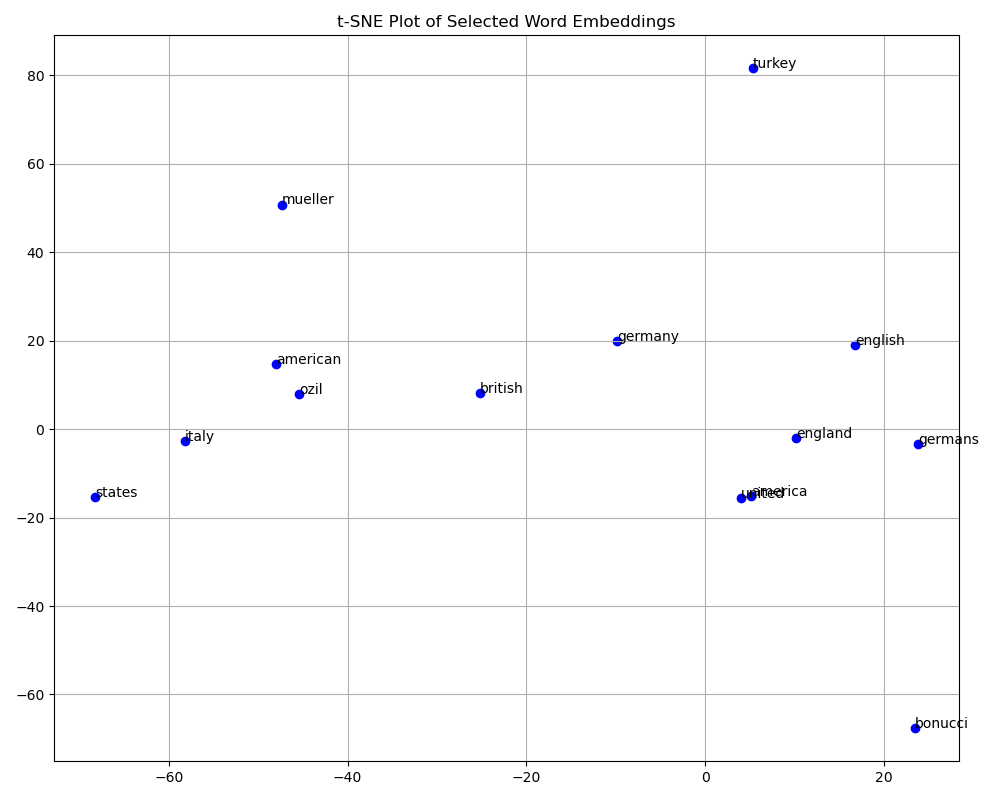 t-SNE Plot of Selected Word Embeddings
80
turkey
60
mueller
40
20
germany
english
american
ozil
british
0
italy
england
germans
states
united
america
−20
−40
−60
bonucci
−60
−40
−20
0
20